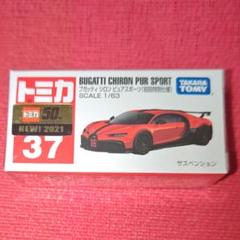 トミカ
50th
NEW! 2021
37
BUGATTI CHIRON PUR SPORT
ブガッティ シロン ピュアスポーツ(初回特別仕様)
SCALE 1/63
TAKARA
TOMY
サスペンション